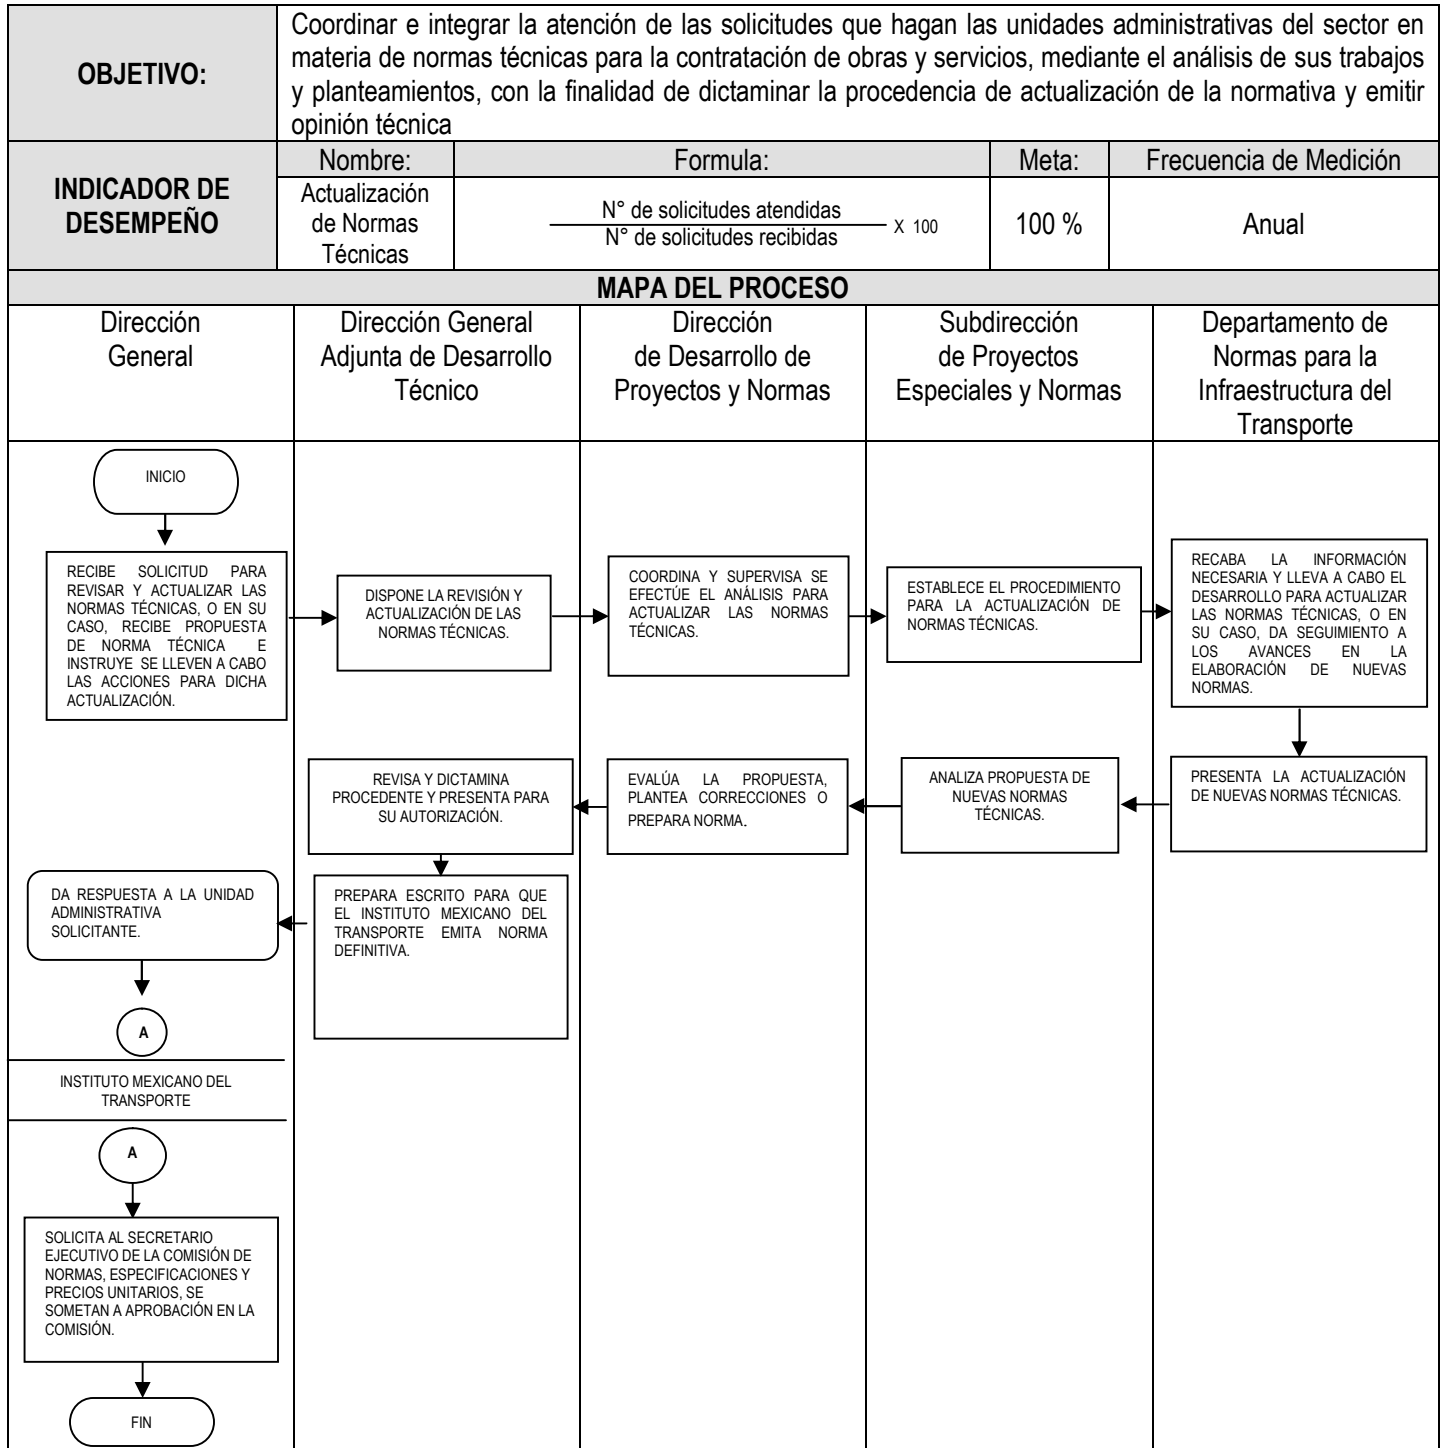 OBJETIVO:
Coordinar e integrar la atención de las solicitudes que hagan las unidades administrativas del sector en
materia de normas técnicas para la contratación de obras y servicios, mediante el análisis de sus trabajos
y planteamientos, con la finalidad de dictaminar la procedencia de actualización de la normativa y emitir
opinión técnica
INDICADOR DE
DESEMPEÑO
Nombre:
Formula:
Meta:
Frecuencia de Medición
Actualización
de Normas
Técnicas
N° de solicitudes atendidas
N° de solicitudes recibidas
X 100
100 %
Anual
MAPA DEL PROCESO
Dirección
General
Dirección General
Adjunta de Desarrollo
Técnico
Dirección
de Desarrollo de
Proyectos y Normas
Subdirección
de Proyectos
Especiales y Normas
Departamento de
Normas para la
Infraestructura del
Transporte
INICIO
RECIBE SOLICITUD PARA
REVISAR Y ACTUALIZAR LAS
NORMAS TÉCNICAS, O EN SU
CASO, RECIBE PROPUESTA
DE NORMA TÉCNICA E
INSTRUYE SE LLEVEN A CABO
LAS ACCIONES PARA DICHA
ACTUALIZACIÓN.
DISPONE LA REVISIÓN Y
ACTUALIZACIÓN DE LAS
NORMAS TÉCNICAS.
COORDINA Y SUPERVISA SE
EFECTÚE EL ANÁLISIS PARA
ACTUALIZAR LAS NORMAS
TÉCNICAS.
ESTABLECE EL PROCEDIMIENTO
PARA LA ACTUALIZACIÓN DE
NORMAS TÉCNICAS.
RECABA LA INFORMACIÓN
NECESARIA Y LLEVA A CABO EL
DESARROLLO PARA ACTUALIZAR
LAS NORMAS TÉCNICAS, O EN
SU CASO, DA SEGUIMIENTO A
LOS AVANCES EN LA
ELABORACIÓN DE NUEVAS
NORMAS.
PRESENTA LA ACTUALIZACIÓN
DE NUEVAS NORMAS TÉCNICAS.
ANALIZA PROPUESTA DE
NUEVAS NORMAS
TÉCNICAS.
EVALÚA LA PROPUESTA,
PLANTEA CORRECCIONES O
PREPARA NORMA.
REVISA Y DICTAMINA
PROCEDENTE Y PRESENTA PARA
SU AUTORIZACIÓN.
PREPARA ESCRITO PARA QUE
EL INSTITUTO MEXICANO DEL
TRANSPORTE EMITA NORMA
DEFINITIVA.
DA RESPUESTA A LA UNIDAD
ADMINISTRATIVA
SOLICITANTE.
A
INSTITUTO MEXICANO DEL
TRANSPORTE
A
SOLICITA AL SECRETARIO
EJECUTIVO DE LA COMISIÓN DE
NORMAS, ESPECIFICACIONES Y
PRECIOS UNITARIOS, SE
SOMETAN A APROBACIÓN EN LA
COMISIÓN.
FIN